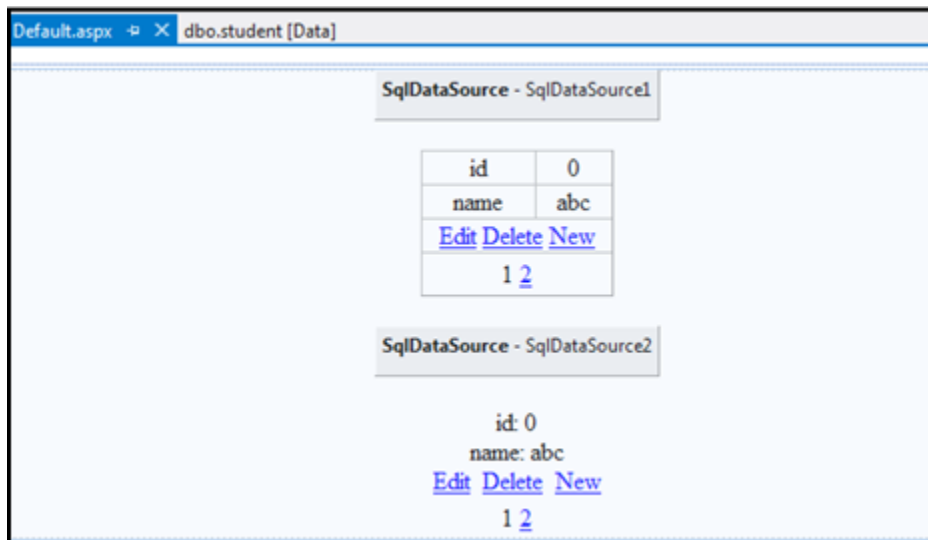 Default.aspx dbo.student [Data]
SqlDataSource - SqlDataSource1
id 0
name abc
Edit Delete New
1 2
SqlDataSource - SqlDataSource2
id: 0
name: abc
Edit Delete New
1 2